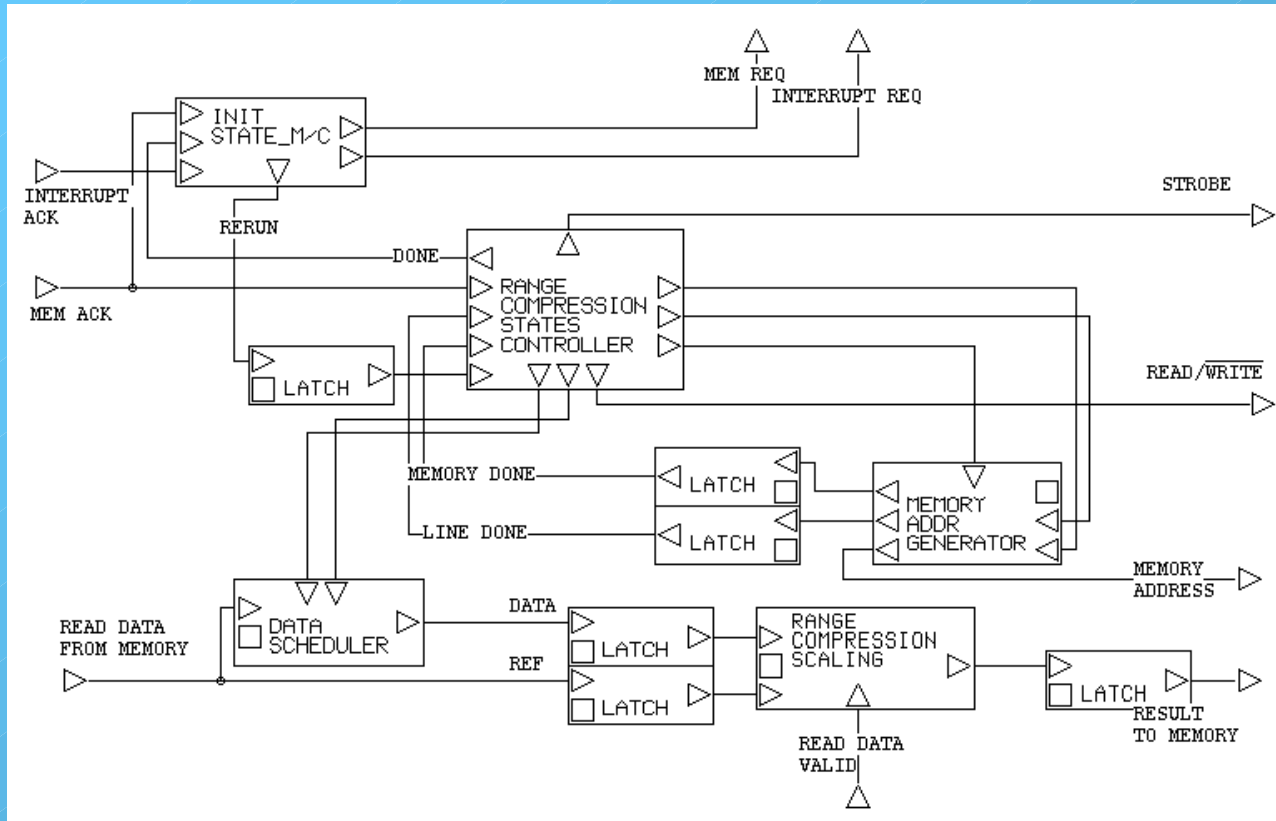 MEM REQ
INTERRUPT REQ
INIT
STATE_M/C
INTERRUPT
ACK
RERUN
STROBE
DONE
MEM ACK
RANGE
COMPRESSION
STATES
CONTROLLER
LATCH
READ/WRITE
MEMORY DONE
LATCH
LINE DONE
LATCH
MEMORY
ADDR
GENERATOR
MEMORY
ADDRESS
READ DATA
FROM MEMORY
DATA
SCHEDULER
DATA
REF
LATCH
LATCH
RANGE
COMPRESSION
SCALING
READ DATA
VALID
LATCH
RESULT
TO MEMORY